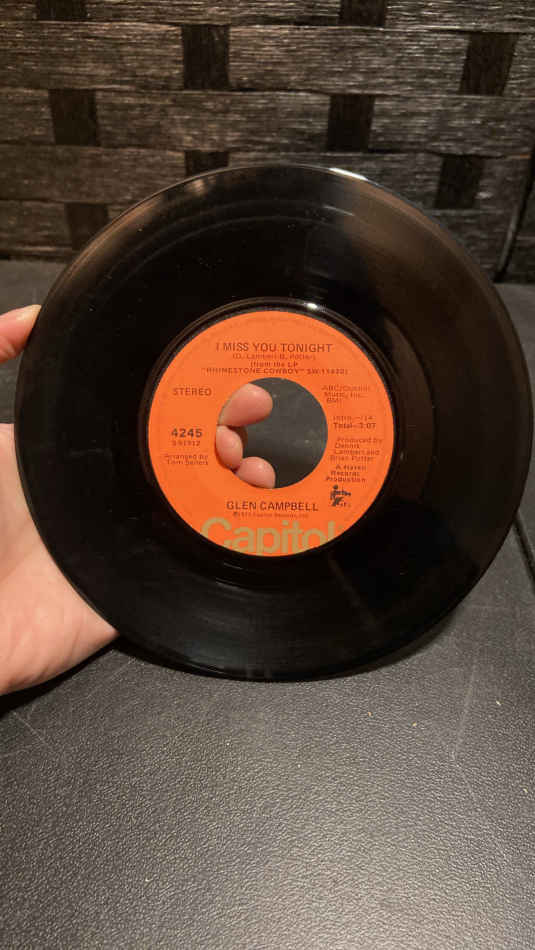 I MISS YOU TONIGHT
(D. Lambert-B. Potter)
(from the LP
"RHINESTONE COWBOY" SW-11430)
STEREO
ABC/Dunhill
Music, Inc.
BMI
4245
Intro.—:14
Total—3:07
Arranged by
Tom Sellers
Produced by
Dennis
Lambert and
Brian Potter
A Haven
Records
Production
GLEN CAMPBELL
Capitol